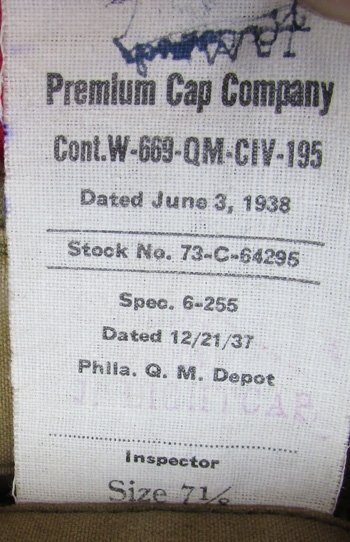 Premium Cap Company
Cont.W-669-QM-CIV-195
Dated June 3, 1938
Stock No. 73-C-64295
Spec. 6-255
Dated 12/21/37
Phila. Q. M. Depot
Inspector
Size 7⅛